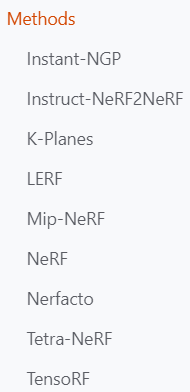 Methods
Instant-NGP
Instruct-NeRF2NeRF
K-Planes
LERF
Mip-NeRF
NeRF
Nerfacto
Tetra-NeRF
TensoRF